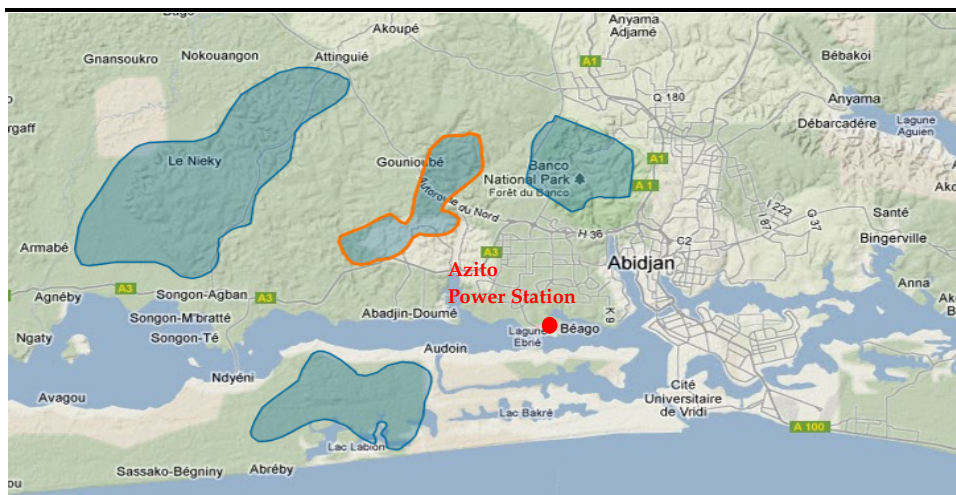 Akoupé
Anyama
Adjamé
Gnansoukro
Nokouangon
Attinguié
A1
Bébakoi
Q 180
Anyama
Débarcadère
Lagune
Aguien
rgaff
Le Nieky
Gounioubé
Banco
National Park
Forêt du Banco
A1
A 1
Ako
Autoroute du Nord
I 222
I 87
G 37
Santé
H 36
C2
Bingerville
Armabé
A3
Azito
Power Station
Abidjan
A3
A3
Agnéby
Songon-Agban
Anna
Songon-M'bratté
Abadjin-Doumé
K 9
Ngaty
Songon-Té
Lagune
Ebrié
Béago
Audoin
Ndyéni
Avagou
Cité
Universitaire
de Vridi
Lac Bakré
A 100
Lac Labion
Sassako-Bégniny
Abréby
ou